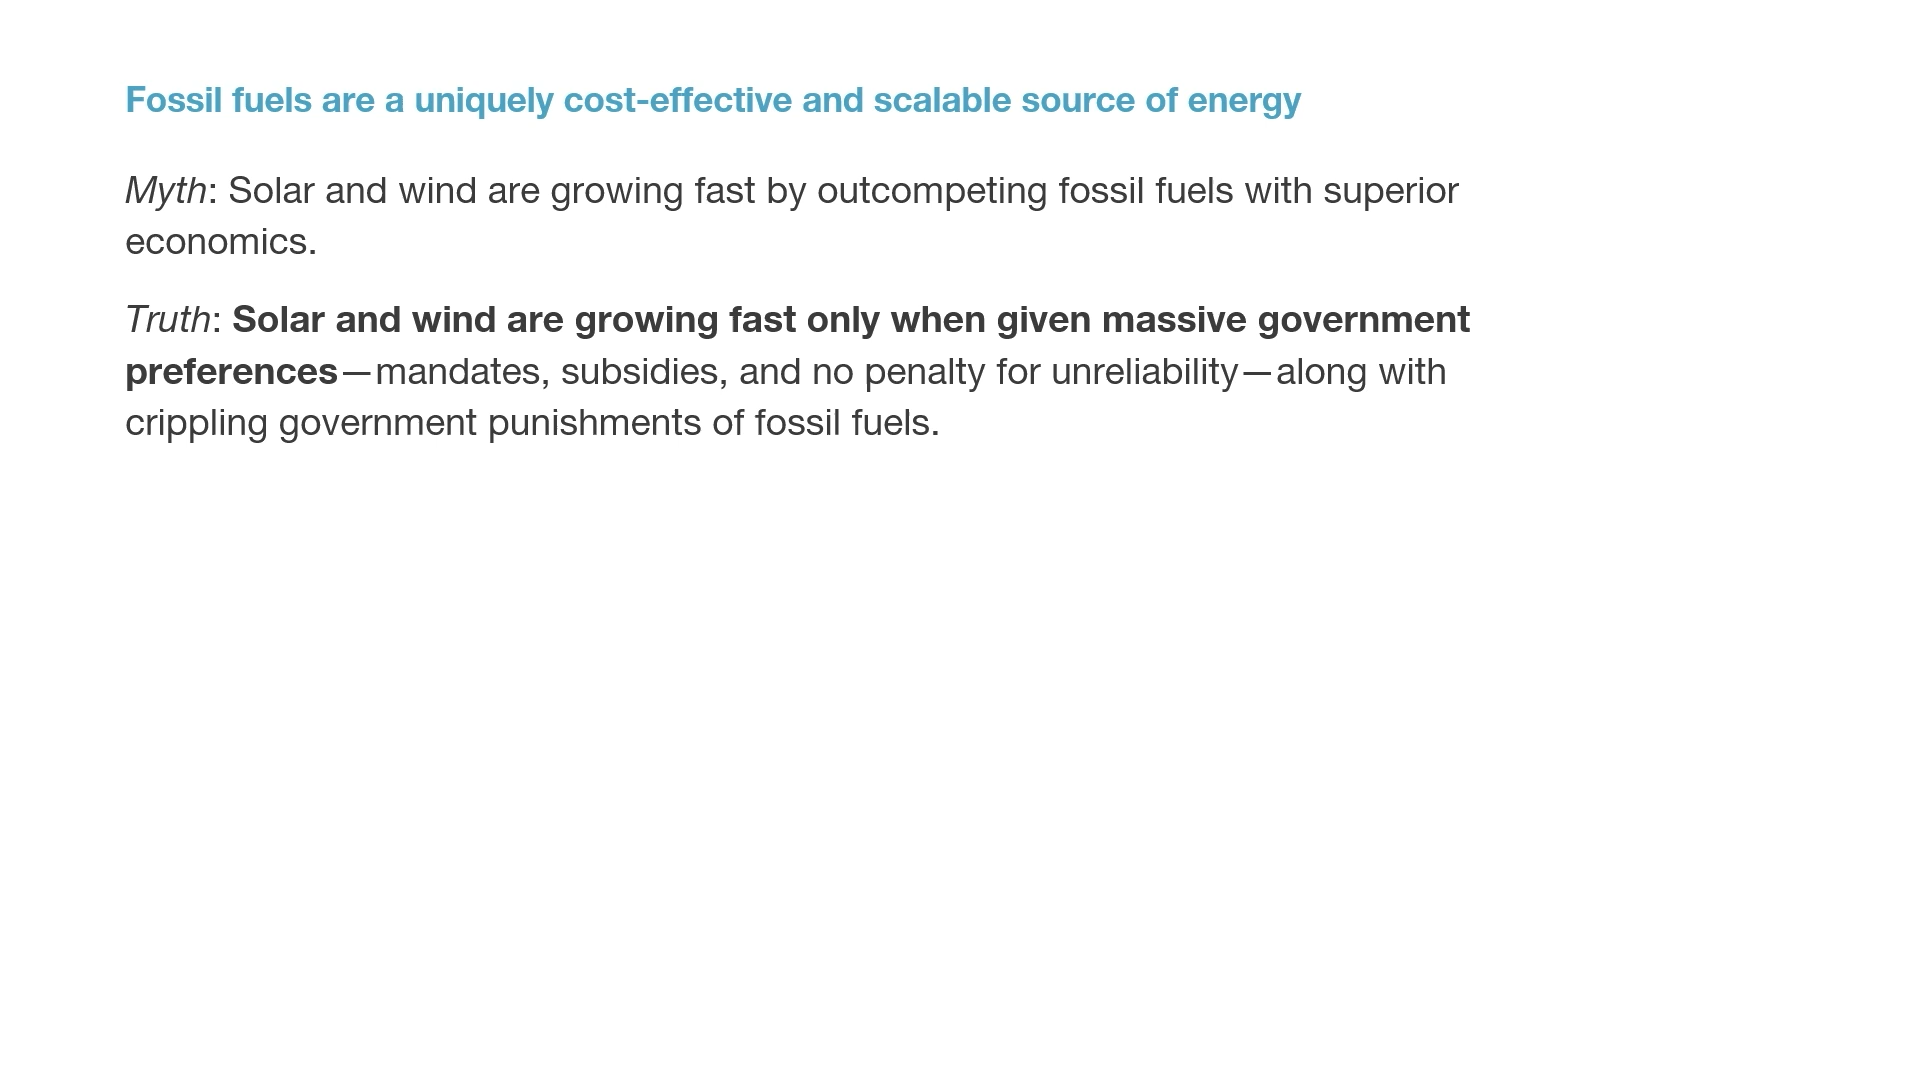 Fossil fuels are a uniquely cost-effective and scalable source of energy
Myth: Solar and wind are growing fast by outcompeting fossil fuels with superior
economics.
Truth: Solar and wind are growing fast only when given massive government
preferences—mandates, subsidies, and no penalty for unreliability—along with
crippling government punishments of fossil fuels.